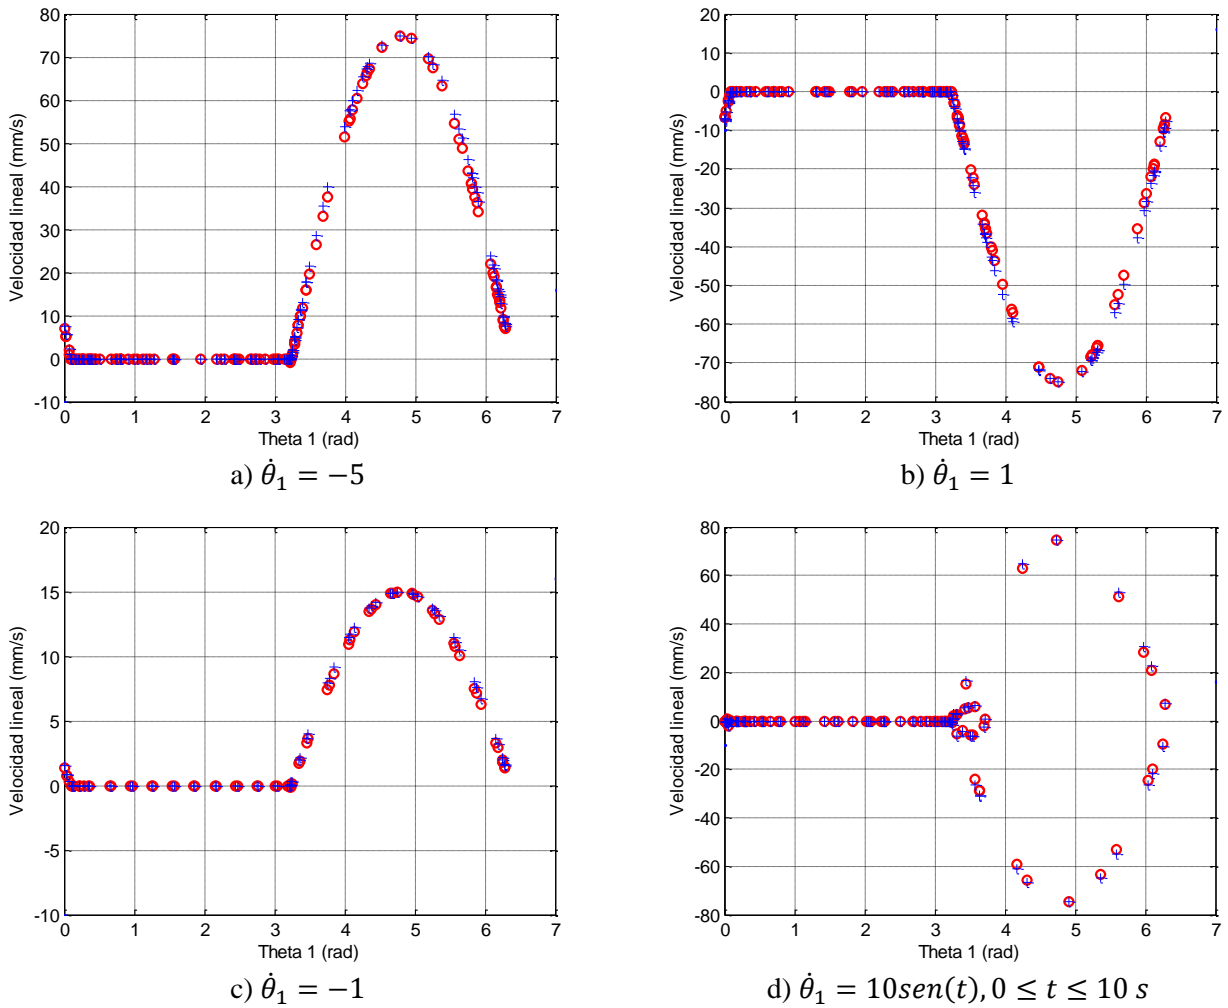 80
70
60
50
40
30
20
10
0
-10
Velocidad lineal (mm/s)
0 1 2 3 4 5 6 7
Theta 1 (rad)
a) θ̇₁ = −5
20
10
0
-10
-20
-30
-40
-50
-60
-70
-80
Velocidad lineal (mm/s)
0 1 2 3 4 5 6 7
Theta 1 (rad)
b) θ̇₁ = 1
20
15
10
5
0
-5
-10
Velocidad lineal (mm/s)
0 1 2 3 4 5 6 7
Theta 1 (rad)
c) θ̇₁ = −1
80
60
40
20
0
-20
-40
-60
-80
Velocidad lineal (mm/s)
0 1 2 3 4 5 6 7
Theta 1 (rad)
d) θ̇₁ = 10sen(t), 0 ≤ t ≤ 10 s